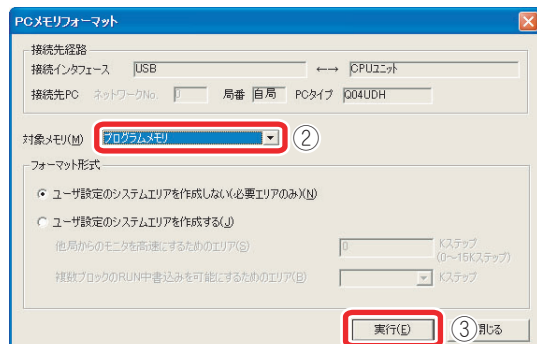 PCメモリフォーマット
接続先経路
接続インタフェース USB ←→ CPUユニット
接続先PC ネットワークNo. 0 局番 自局 PCタイプ Q04UDH
対象メモリ(M) プログラムメモリ ②
フォーマット形式
ユーザ設定のシステムエリアを作成しない(必要エリアのみ)(N)
ユーザ設定のシステムエリアを作成する(J)
他局からのモニタを高速にするためのエリア(S) 0 Kステップ
(0~15Kステップ)
複数ブロックのRUN中書込みを可能にするためのエリア(B) Kステップ
実行(E) ③ 閉じる